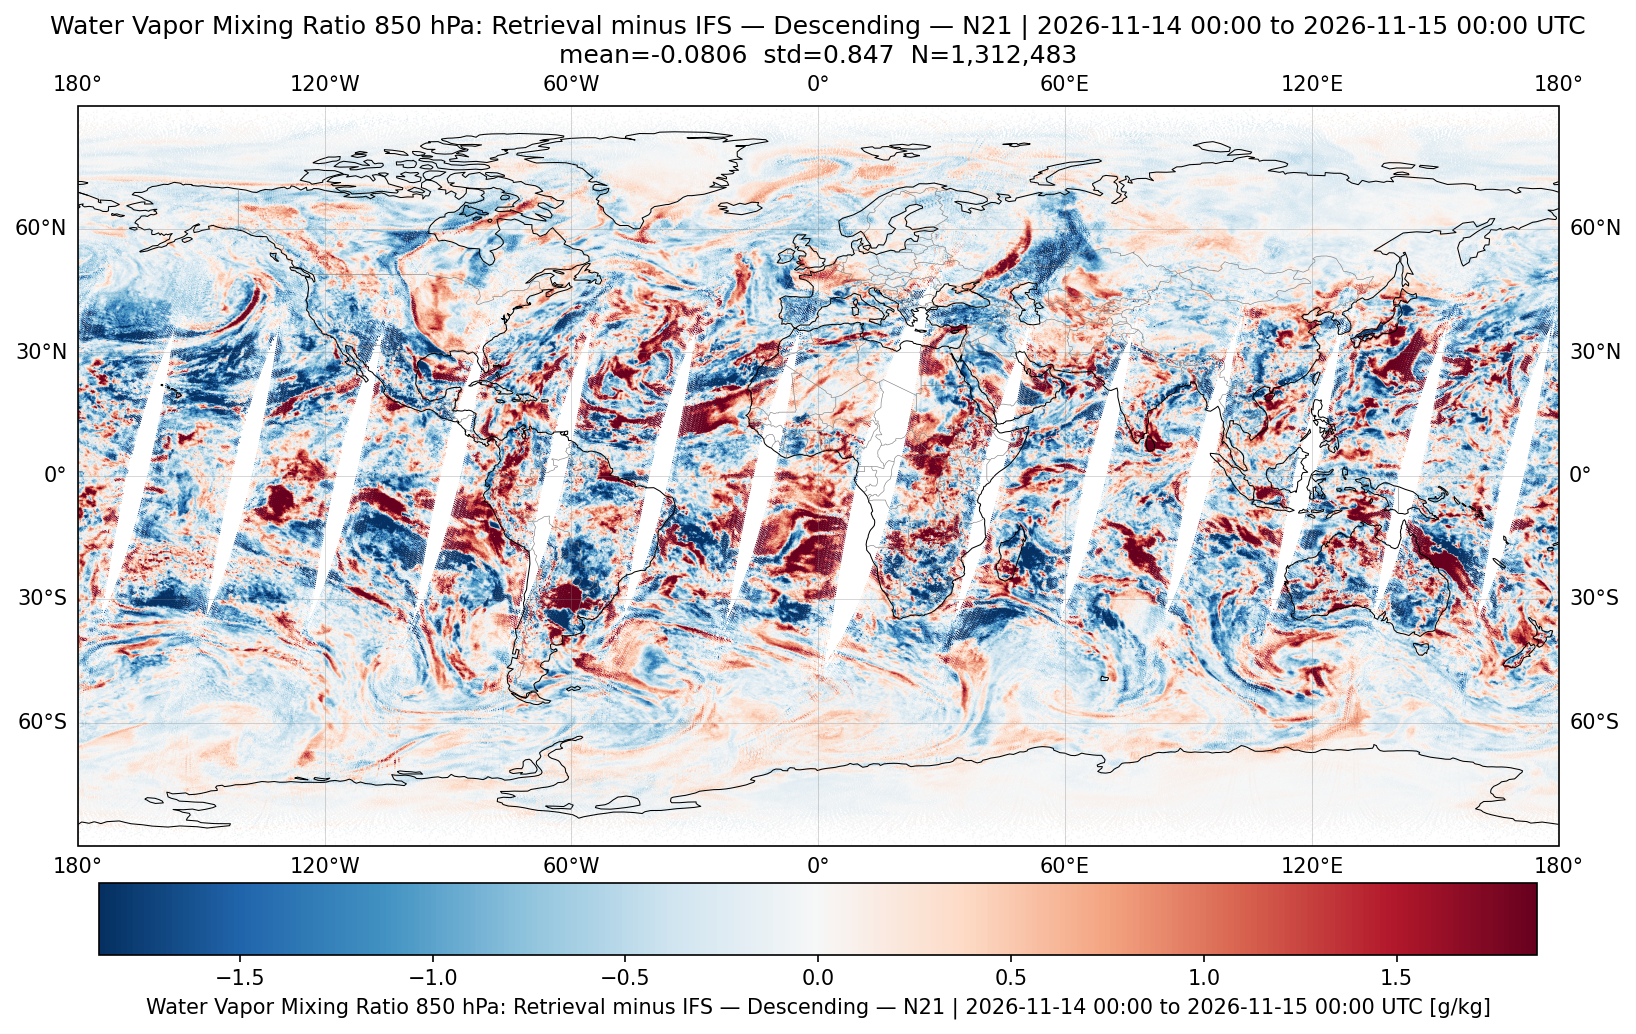 Water Vapor Mixing Ratio 850 hPa: Retrieval minus IFS — Descending — N21 | 2026-11-14 00:00 to 2026-11-15 00:00 UTC
mean=-0.0806  std=0.847  N=1,312,483
180° 120°W 60°W 0° 60°E 120°E 180°
60°N 60°N
30°N 30°N
0° 0°
30°S 30°S
60°S 60°S
180° 120°W 60°W 0° 60°E 120°E 180°
−1.5 −1.0 −0.5 0.0 0.5 1.0 1.5
Water Vapor Mixing Ratio 850 hPa: Retrieval minus IFS — Descending — N21 | 2026-11-14 00:00 to 2026-11-15 00:00 UTC [g/kg]